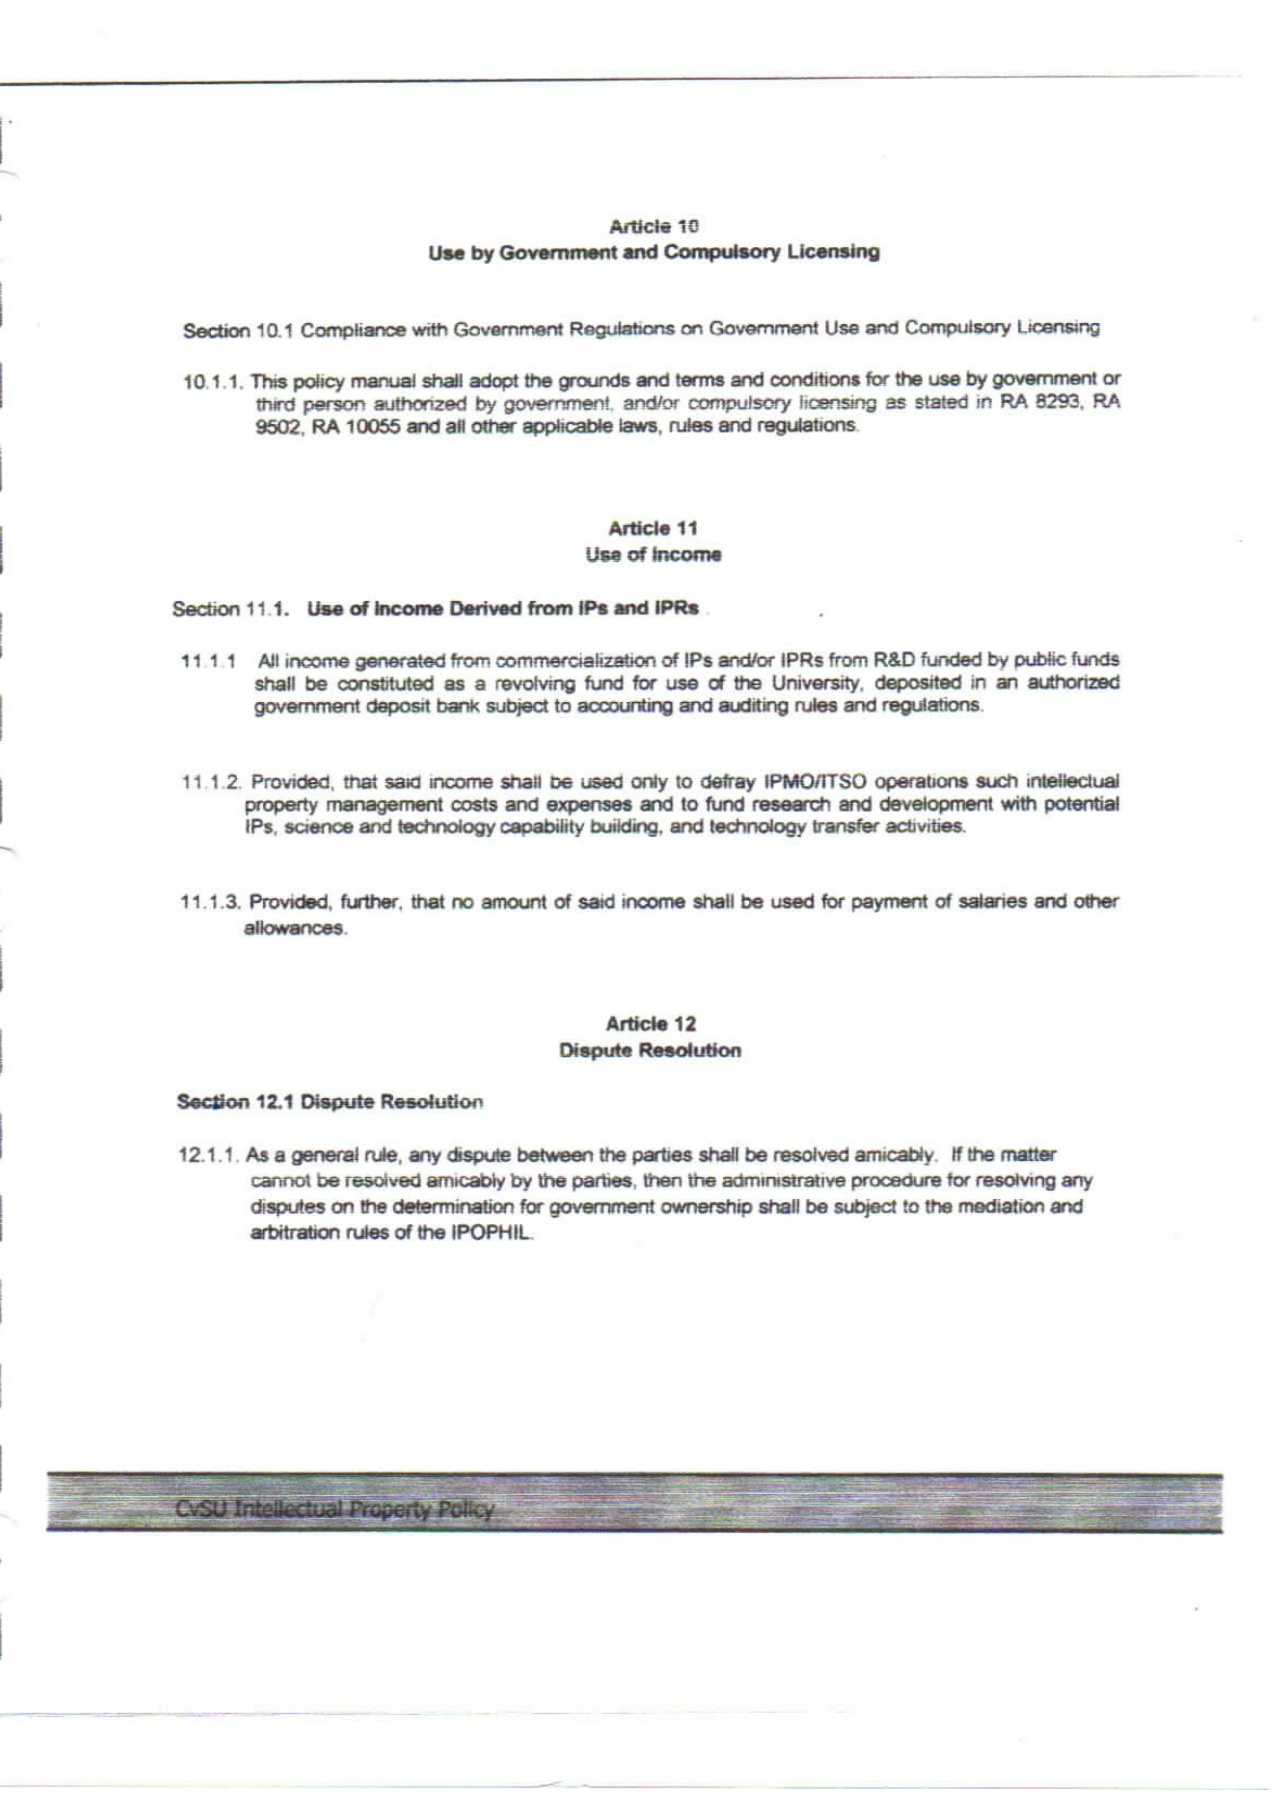 Article 10
Use by Government and Compulsory Licensing
Section 10.1 Compliance with Government Regulations on Government Use and Compulsory Licensing
10.1.1. This policy manual shall adopt the grounds and terms and conditions for the use by government or
third person authorized by government, and/or compulsory licensing as stated in RA 8293, RA
9502, RA 10055 and all other applicable laws, rules and regulations.
Article 11
Use of Income
Section 11.1. Use of Income Derived from IPs and IPRs
11.1.1 All income generated from commercialization of IPs and/or IPRs from R&D funded by public funds
shall be constituted as a revolving fund for use of the University, deposited in an authorized
government deposit bank subject to accounting and auditing rules and regulations.
11.1.2. Provided, that said income shall be used only to defray IPMO/ITSO operations such intellectual
property management costs and expenses and to fund research and development with potential
IPs, science and technology capability building, and technology transfer activities.
11.1.3. Provided, further, that no amount of said income shall be used for payment of salaries and other
allowances.
Article 12
Dispute Resolution
Section 12.1 Dispute Resolution
12.1.1. As a general rule, any dispute between the parties shall be resolved amicably. If the matter
cannot be resolved amicably by the parties, then the administrative procedure for resolving any
disputes on the determination for government ownership shall be subject to the mediation and
arbitration rules of the IPOPHIL.
CvSU Intellectual Property Policy